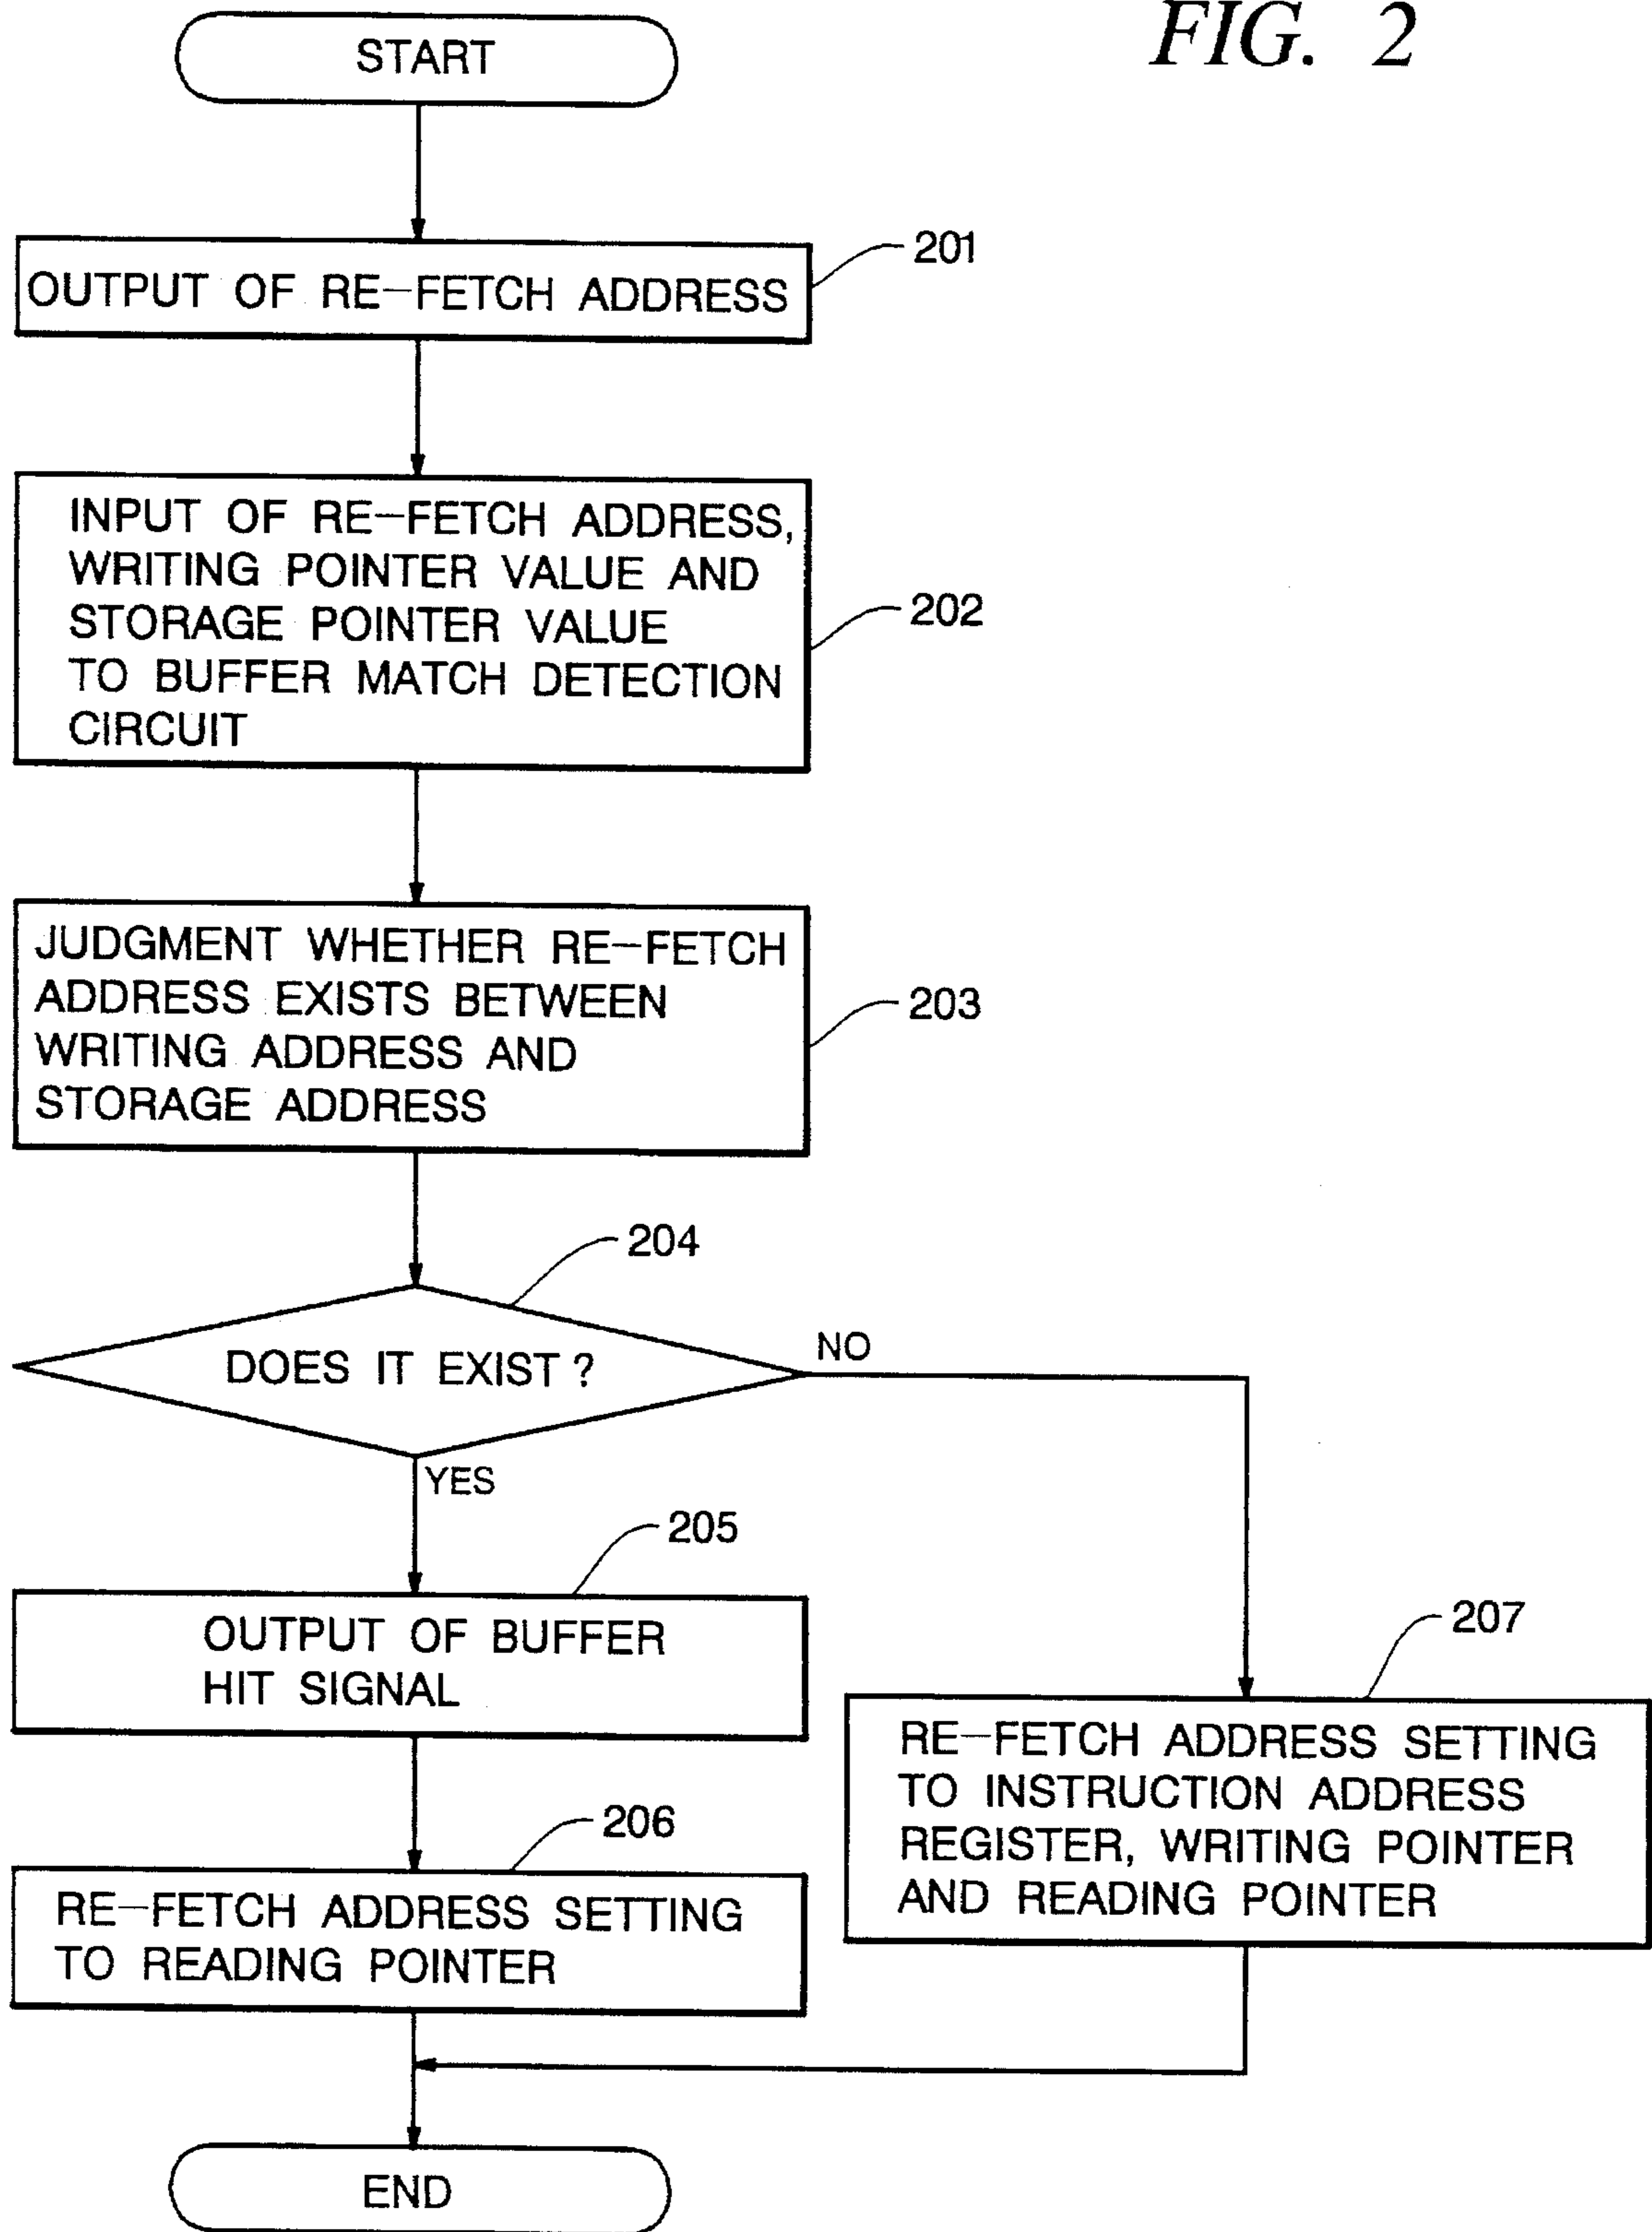 FIG. 2
START
201
OUTPUT OF RE-FETCH ADDRESS
INPUT OF RE-FETCH ADDRESS,
WRITING POINTER VALUE AND
STORAGE POINTER VALUE
TO BUFFER MATCH DETECTION
CIRCUIT
202
JUDGMENT WHETHER RE-FETCH
ADDRESS EXISTS BETWEEN
WRITING ADDRESS AND
STORAGE ADDRESS
203
204
DOES IT EXIST ?
NO
YES
205
OUTPUT OF BUFFER
HIT SIGNAL
207
RE-FETCH ADDRESS SETTING
TO INSTRUCTION ADDRESS
REGISTER, WRITING POINTER
AND READING POINTER
206
RE-FETCH ADDRESS SETTING
TO READING POINTER
END